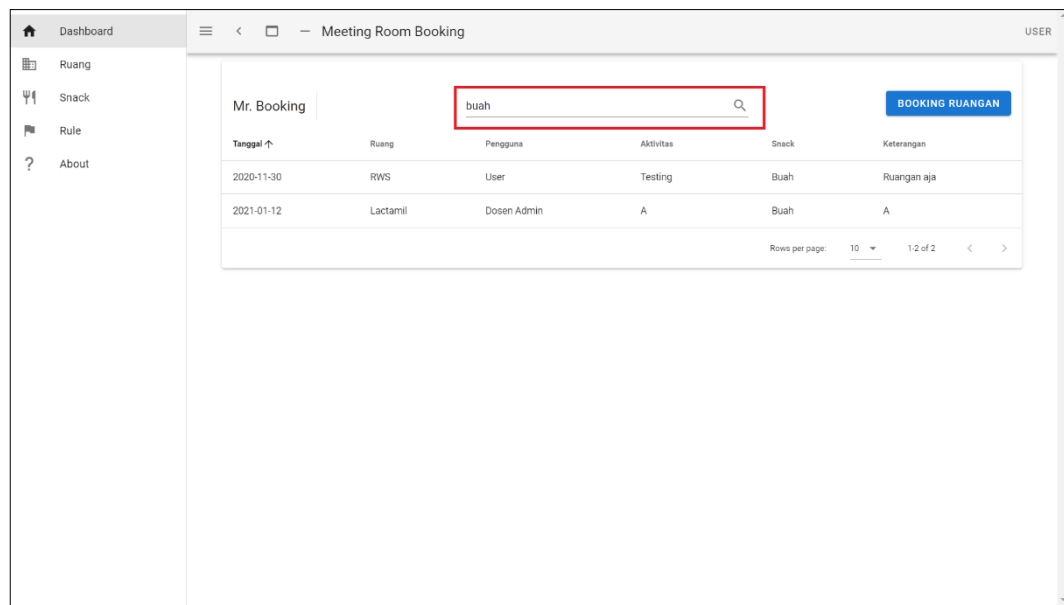 Dashboard
Ruang
Snack
Rule
? About
Meeting Room Booking
USER
Mr. Booking
buah
BOOKING RUANGAN
Tanggal ↑ Ruang Pengguna Aktivitas Snack Keterangan
2020-11-30 RWS User Testing Buah Ruangan aja
2021-01-12 Lactamil Dosen Admin A Buah A
Rows per page: 10 1-2 of 2